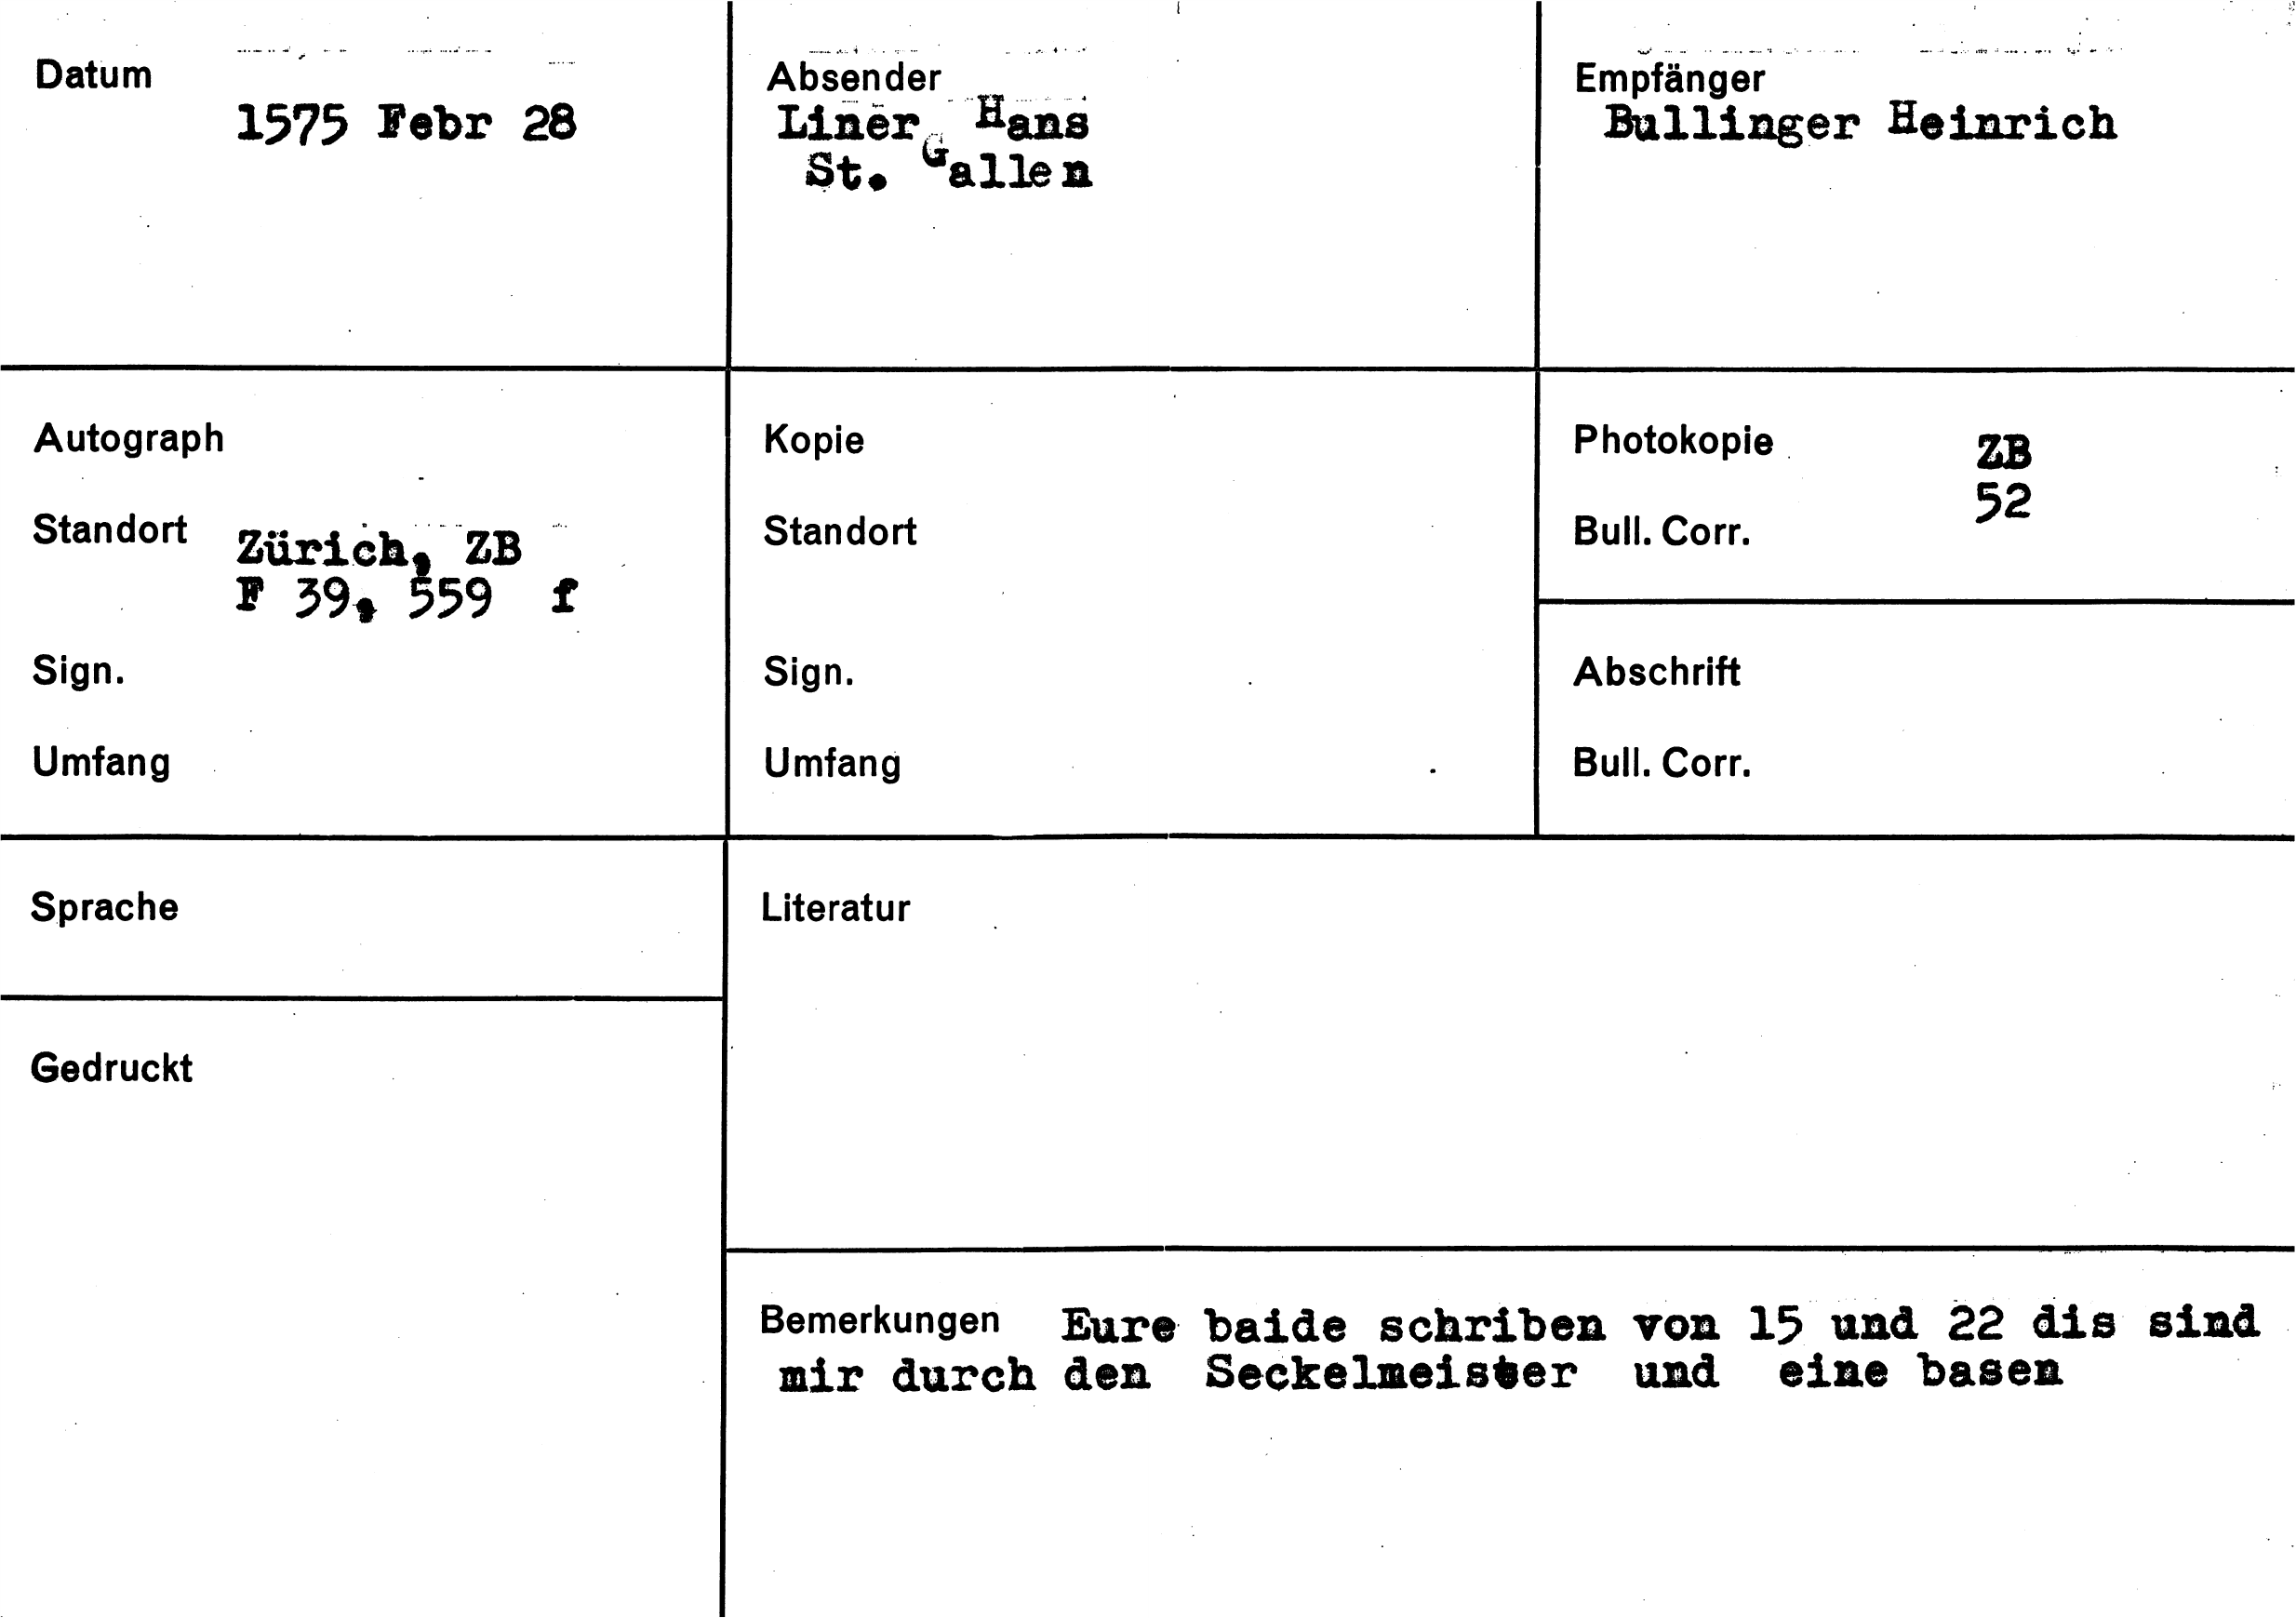 Datum
1575 Febr 28
Absender
Liner Hans
St. Gallen
Empfänger
Bullinger Heinrich
Autograph
Standort Zürich, ZB
F 39, 559 f
Sign.
Umfang
Kopie
Standort
Sign.
Umfang
Photokopie ZB
52
Bull. Corr.
Abschrift
Bull. Corr.
Sprache
Gedruckt
Literatur
Bemerkungen Eure baide schriben von 15 und 22 dis sind
mir durch den Seckelmeister und eine basen